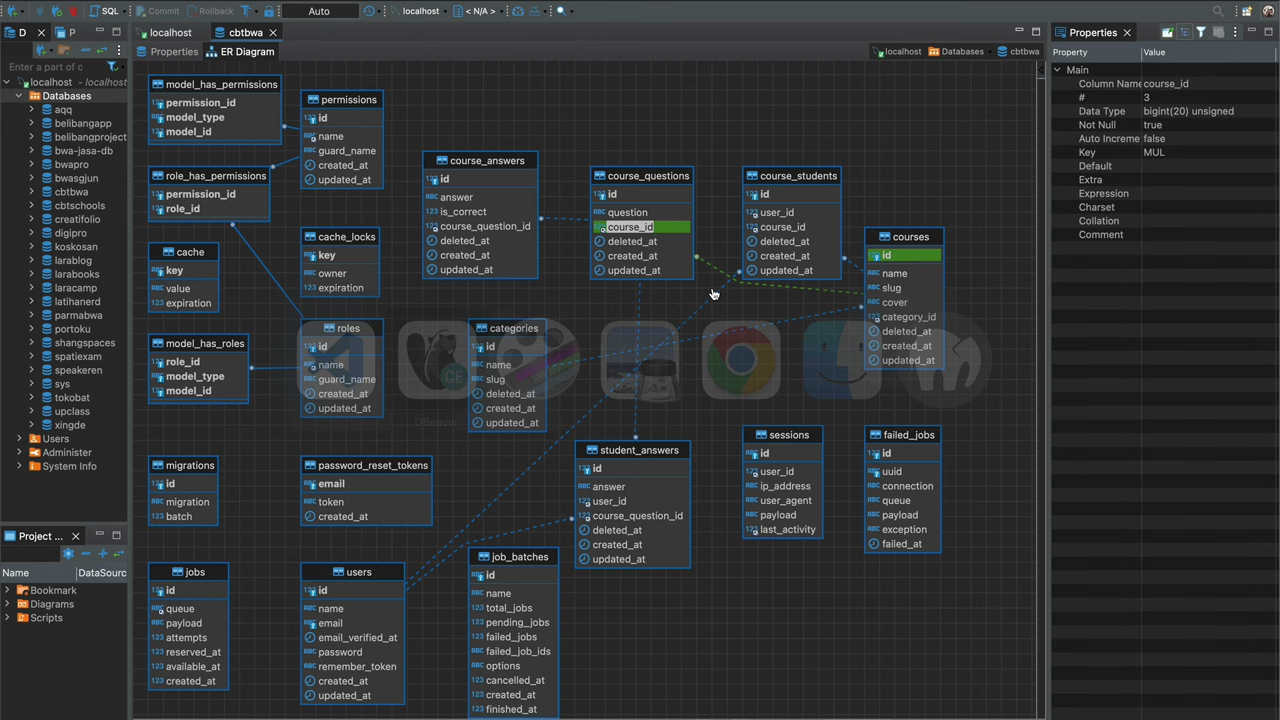 SQL
Commit
Rollback
Auto
localhost
< N/A >
D
P
localhost
cbtbwa
Properties
Enter a part of c
Properties
ER Diagram
localhost
Databases
cbtbwa
Property
Value
localhost - localhost
Databases
aqq
belibangapp
belibangproject
bwa-jasa-db
bwapro
bwasgjun
cbtbwa
cbtschools
creatifolio
digipro
koskosan
larablog
larabooks
laracamp
latihanerd
parmabwa
portoku
shangspaces
spatiexam
speakeren
sys
tokobat
upclass
xingde
Users
Administer
System Info
Project ...
Name
DataSourc
Bookmark
Diagrams
Scripts
model_has_permissions
permission_id
model_type
model_id
permissions
id
name
guard_name
created_at
updated_at
role_has_permissions
permission_id
role_id
cache
key
value
expiration
cache_locks
key
owner
expiration
model_has_roles
role_id
model_type
model_id
roles
id
name
guard_name
created_at
updated_at
course_answers
id
answer
is_correct
course_question_id
deleted_at
created_at
updated_at
course_questions
id
question
course_id
deleted_at
created_at
updated_at
course_students
id
user_id
course_id
deleted_at
created_at
updated_at
courses
id
name
slug
cover
category_id
deleted_at
created_at
updated_at
categories
id
name
slug
deleted_at
created_at
updated_at
migrations
id
migration
batch
password_reset_tokens
email
token
created_at
student_answers
id
answer
user_id
course_question_id
deleted_at
created_at
updated_at
sessions
id
user_id
ip_address
user_agent
payload
last_activity
failed_jobs
id
uuid
connection
queue
payload
exception
failed_at
jobs
id
queue
payload
attempts
reserved_at
available_at
created_at
users
id
name
email
email_verified_at
password
remember_token
created_at
updated_at
job_batches
id
name
total_jobs
pending_jobs
failed_jobs
failed_job_ids
options
cancelled_at
created_at
finished_at
Main
Column Name
course_id
#
3
Data Type
bigint(20) unsigned
Not Null
true
Auto Increme
false
Key
MUL
Default
Extra
Expression
Charset
Collation
Comment